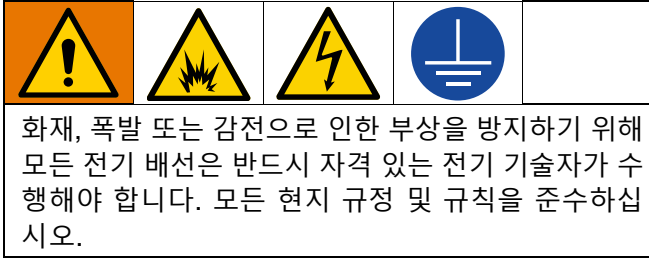 화재, 폭발 또는 감전으로 인한 부상을 방지하기 위해
모든 전기 배선은 반드시 자격 있는 전기 기술자가 수
행해야 합니다. 모든 현지 규정 및 규칙을 준수하십
시오.